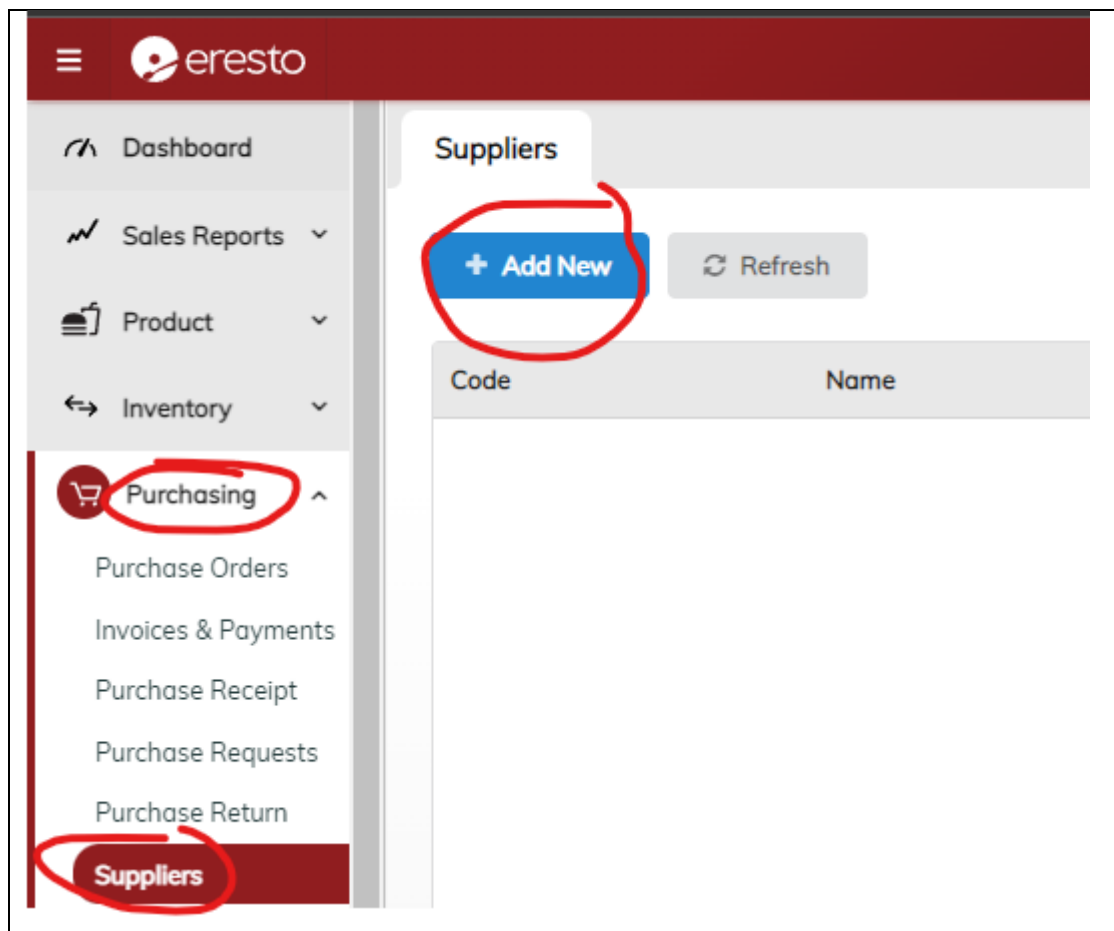 eresto
Dashboard
Sales Reports
Product
Inventory
Purchasing
Purchase Orders
Invoices & Payments
Purchase Receipt
Purchase Requests
Purchase Return
Suppliers
Suppliers
+ Add New
Refresh
Code Name